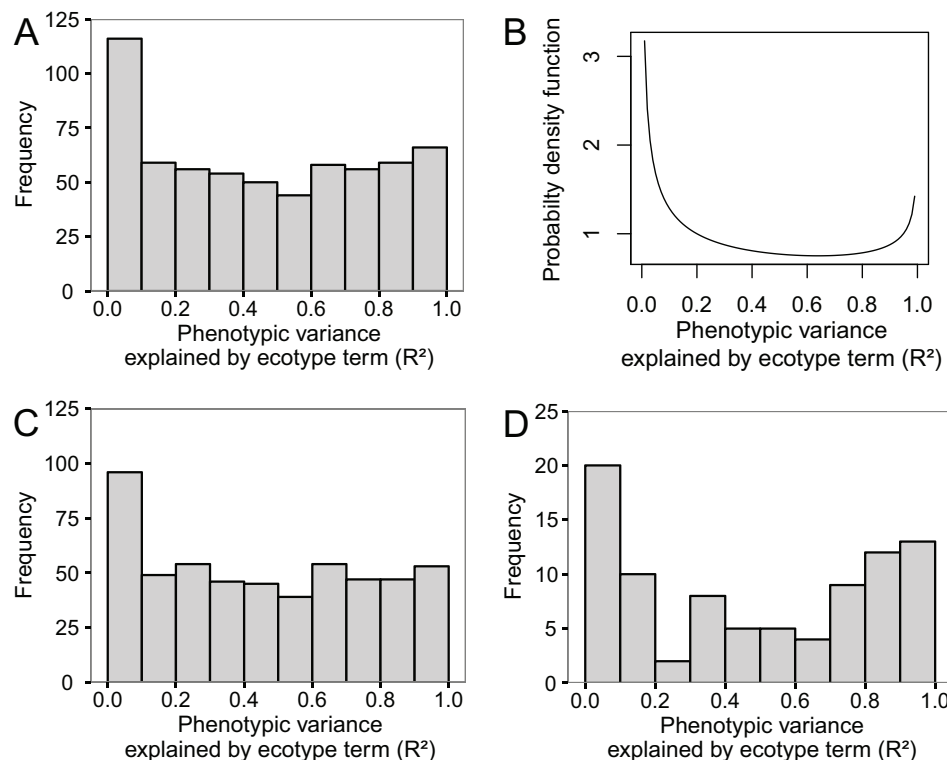 A
125
100
75
50
25
0
Frequency
0.0 0.2 0.4 0.6 0.8 1.0
Phenotypic variance
explained by ecotype term (R²)
B
3
2
1
Probabilty density function
0.0 0.2 0.4 0.6 0.8 1.0
Phenotypic variance
explained by ecotype term (R²)
C
125
100
75
50
25
0
Frequency
0.0 0.2 0.4 0.6 0.8 1.0
Phenotypic variance
explained by ecotype term (R²)
D
25
20
15
10
5
0
Frequency
0.0 0.2 0.4 0.6 0.8 1.0
Phenotypic variance
explained by ecotype term (R²)